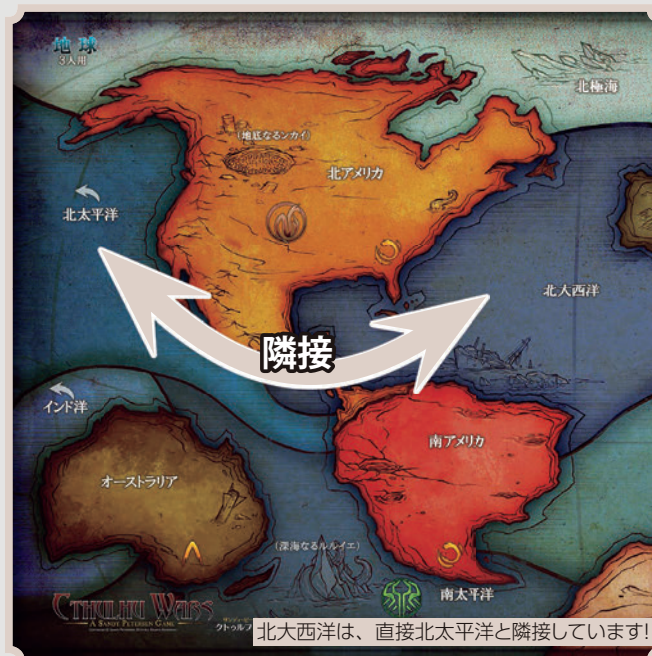 地球
3人用
北極海
(地底なるンカイ)
北アメリカ
北太平洋
北大西洋
隣接
インド洋
南アメリカ
オーストラリア
(深海なるルルイエ)
南太平洋
CTHULHU WARS
A SANDY PETERSEN GAME
クトゥルフ
北大西洋は、直接北太平洋と隣接しています!